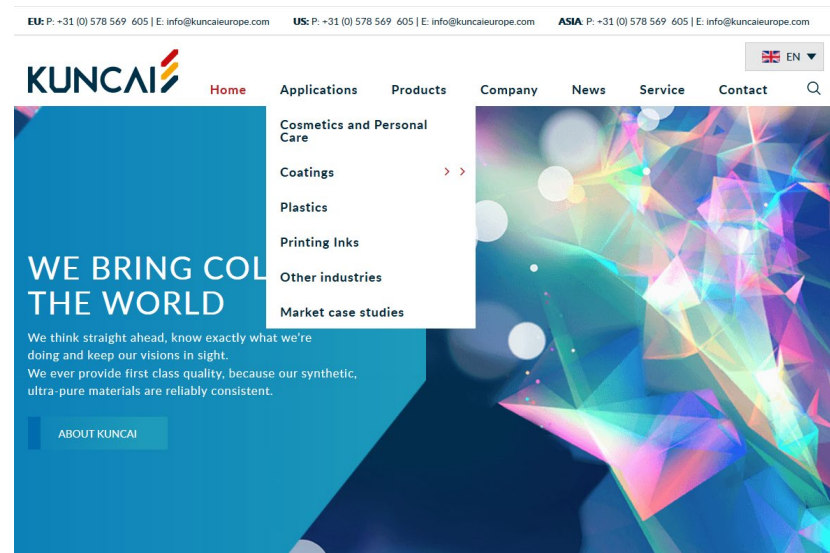 EU: P: +31 (0) 578 569 605 | E: info@kuncaieurope.com US: P: +31 (0) 578 569 605 | E: info@kuncaieurope.com ASIA: P: +31 (0) 578 569 605 | E: info@kuncaieurope.com
EN
KUNCAI
Home Applications Products Company News Service Contact
Cosmetics and Personal
Care
Coatings
Plastics
Printing Inks
Other industries
Market case studies
WE BRING COL
THE WORLD
We think straight ahead, know exactly what we're
doing and keep our visions in sight.
We ever provide first class quality, because our synthetic,
ultra-pure materials are reliably consistent.
ABOUT KUNCAI